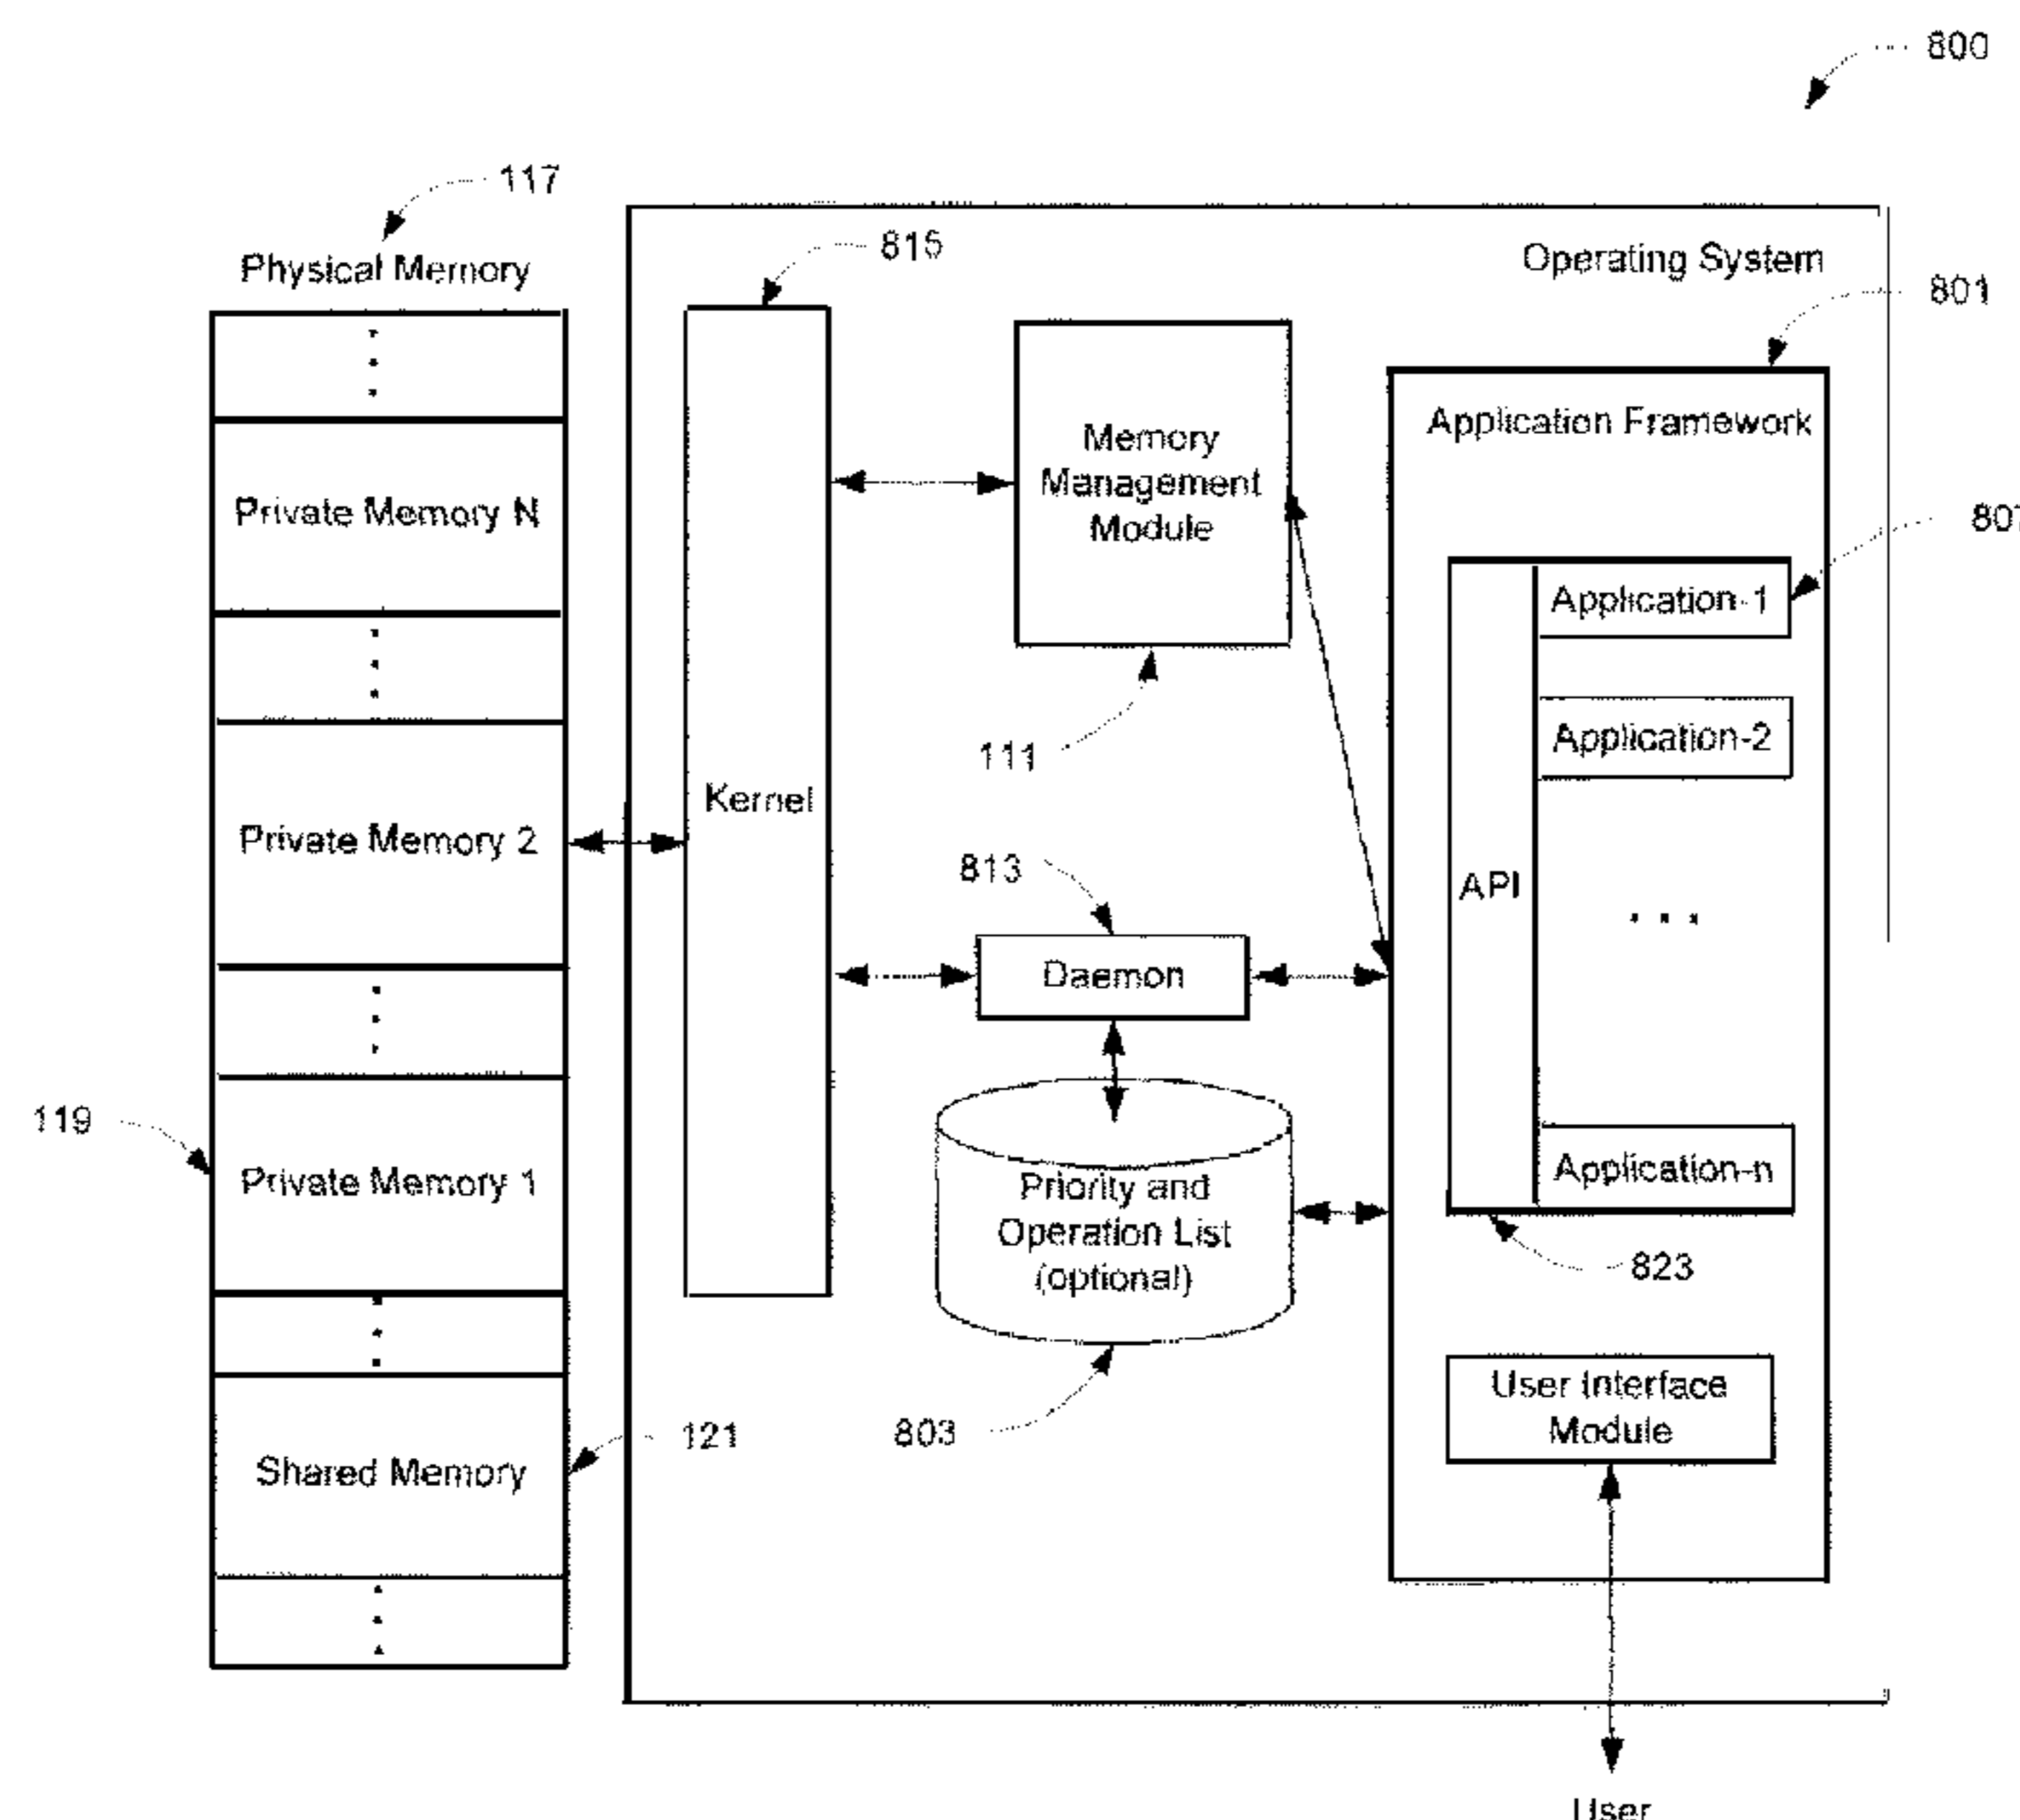 800
117
Physical Memory
815
Operating System
801
Application Framework
Memory
Management
Module
Private Memory N
Application-1
Application-2
111
Kernel
Private Memory 2
813
API
Daemon
119
Private Memory 1
Priority and
Operation List
(optional)
Application-n
823
User Interface
Module
803
121
Shared Memory
User